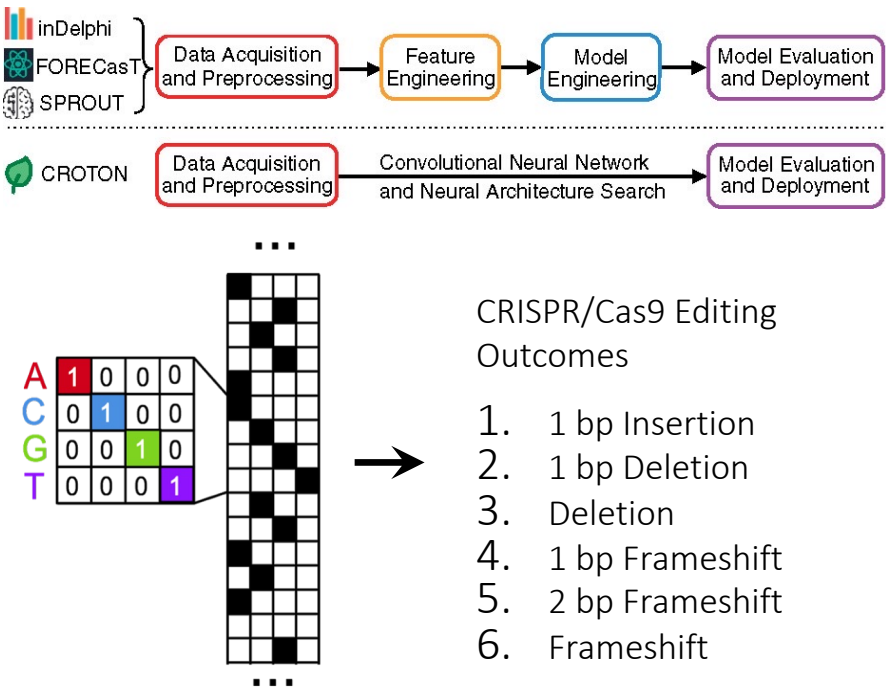 inDelphi
FORECasT
SPROUT
Data Acquisition
and Preprocessing
Feature
Engineering
Model
Engineering
Model Evaluation
and Deployment
CROTON
Data Acquisition
and Preprocessing
Convolutional Neural Network
and Neural Architecture Search
Model Evaluation
and Deployment
...
A 1 0 0 0
C 0 1 0 0
G 0 0 1 0
T 0 0 0 1
...
CRISPR/Cas9 Editing
Outcomes
1. 1 bp Insertion
2. 1 bp Deletion
3. Deletion
4. 1 bp Frameshift
5. 2 bp Frameshift
6. Frameshift